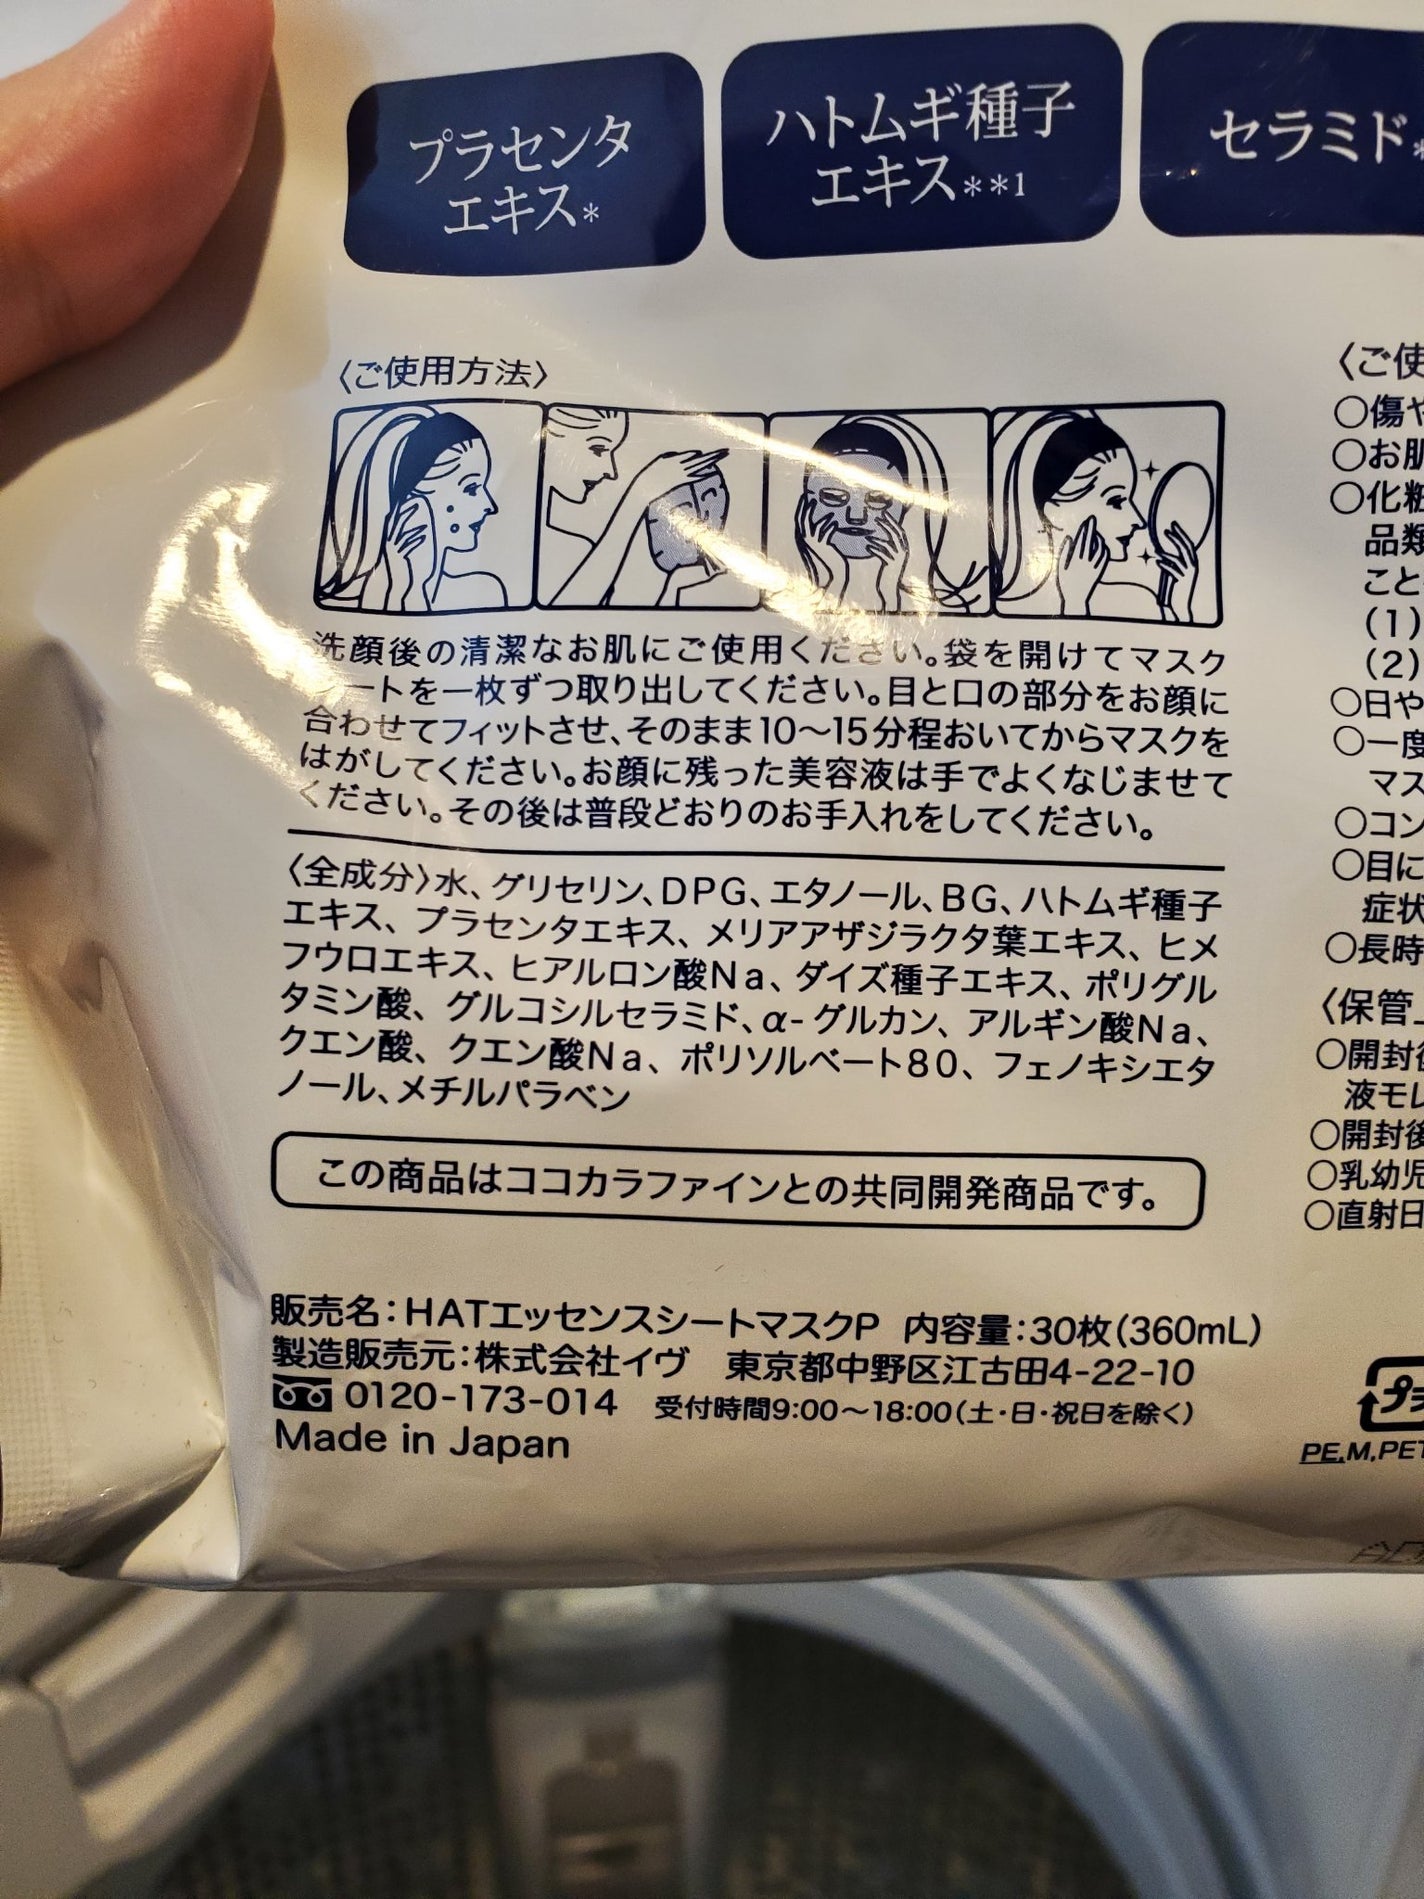 プラセンタ
エキス*
ハトムギ種子
エキス**1
セラミド*
〈ご使用方法〉
洗顔後の清潔なお肌にご使用ください。袋を開けてマスク
ートを一枚ずつ取り出してください。目と口の部分をお顔に
合わせてフィットさせ、そのまま10〜15分程おいてからマスクを
はがしてください。お顔に残った美容液は手でよくなじませて
ください。その後は普段どおりのお手入れをしてください。
〈全成分〉水、グリセリン、DPG、エタノール、BG、ハトムギ種子
エキス、プラセンタエキス、メリアアザジラクタ葉エキス、ヒメ
フウロエキス、ヒアルロン酸Na、ダイズ種子エキス、ポリグル
タミン酸、グルコシルセラミド、α-グルカン、アルギン酸Na、
クエン酸、クエン酸Na、ポリソルベート80、フェノキシエタ
ノール、メチルパラベン
この商品はココカラファインとの共同開発商品です。
販売名：HATエッセンスシートマスクP 内容量：30枚(360mL)
製造販売元：株式会社イヴ 東京都中野区江古田4-22-10
0120-173-014 受付時間9:00〜18:00(土・日・祝日を除く)
Made in Japan
〈ご使
○傷や
○お肌
○化粧
品類
こと
(1)
(2)
○日や
○一度
マス
○コン
○目に
症状
○長時
〈保管上
○開封後
液モレ
○開封後
○乳幼児
○直射日
プラ
PE,M,PET